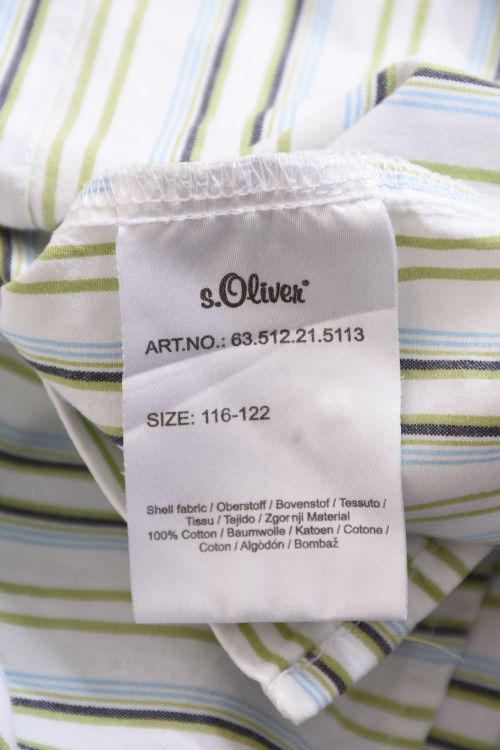 s.Oliver®
ART.NO.: 63.512.21.5113
SIZE: 116-122
Shell fabric / Oberstoff / Bovenstof / Tessuto /
Tissu / Tejido / Zgornji Material
100% Cotton / Baumwolle / Katoen / Cotone /
Coton / Algòdón / Bombaž